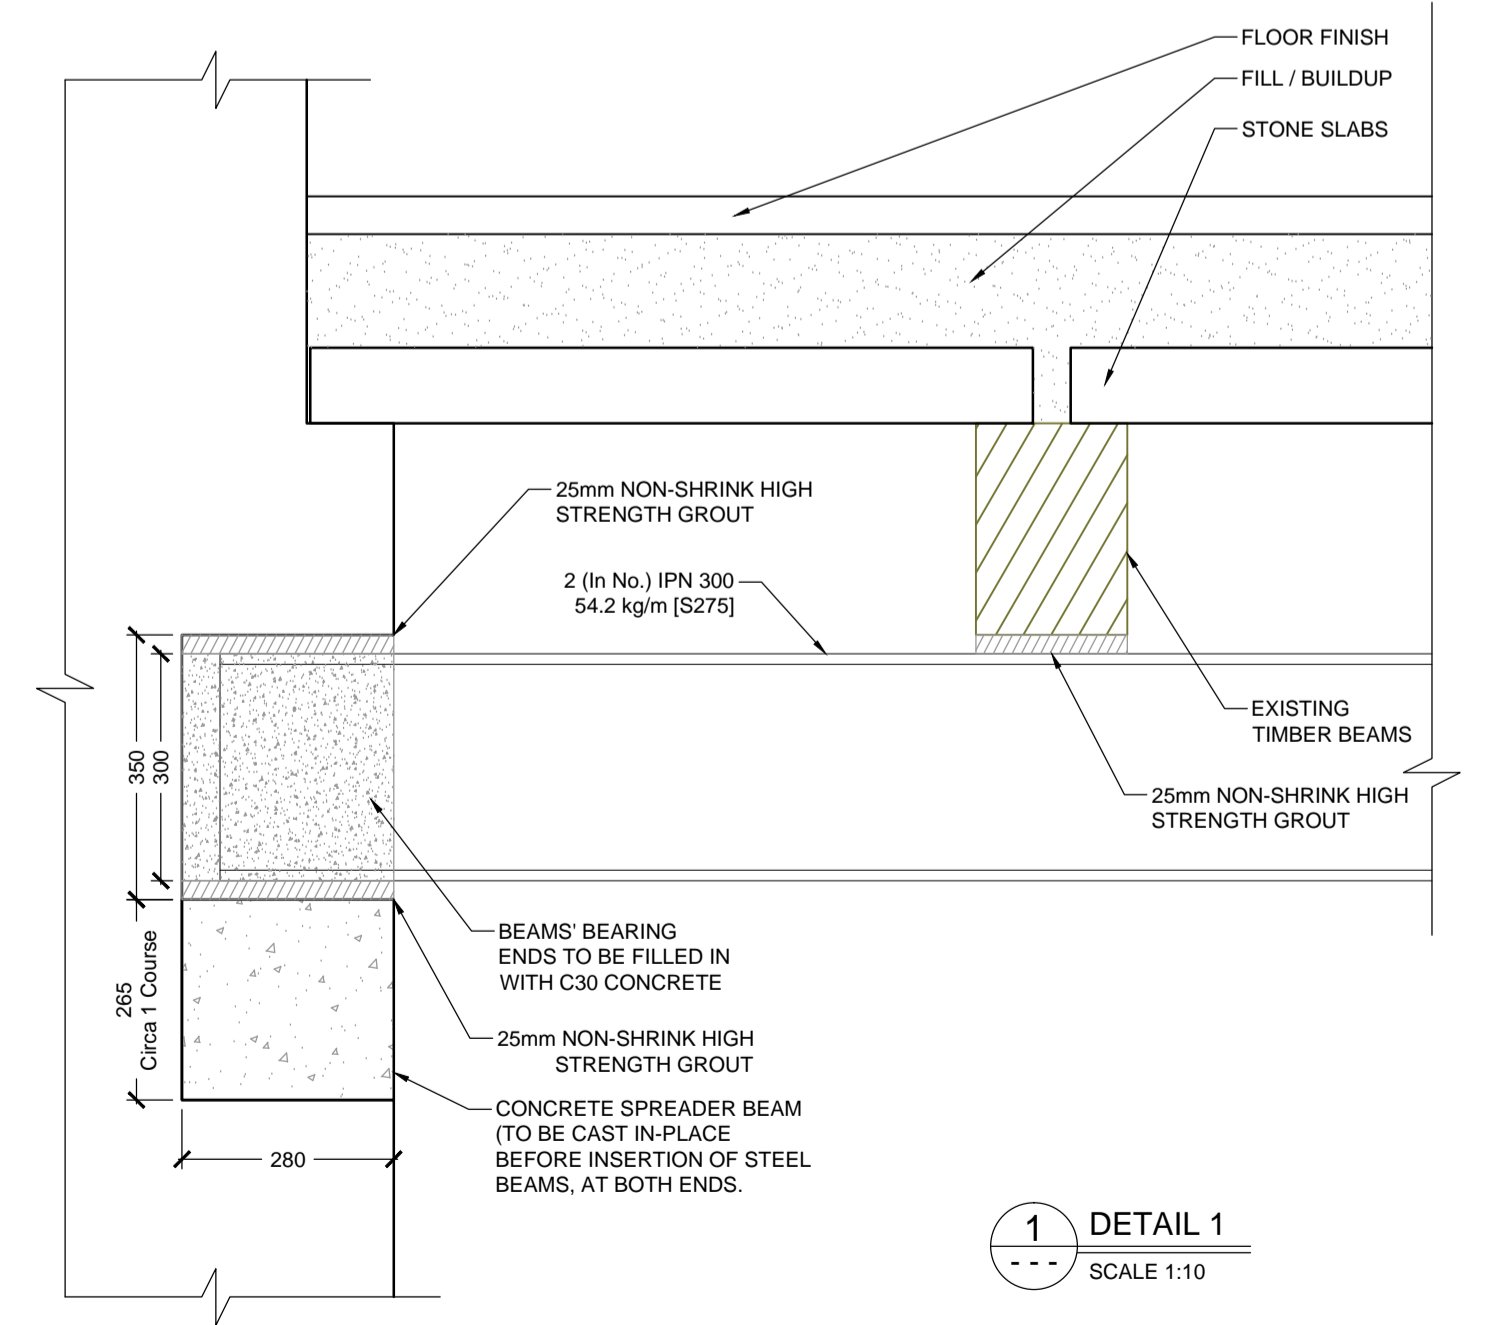 FLOOR FINISH
FILL / BUILDUP
STONE SLABS
25mm NON-SHRINK HIGH
STRENGTH GROUT
2 (In No.) IPN 300
54.2 kg/m [S275]
EXISTING
TIMBER BEAMS
25mm NON-SHRINK HIGH
STRENGTH GROUT
350
300
265
Circa 1 Course
BEAMS' BEARING
ENDS TO BE FILLED IN
WITH C30 CONCRETE
25mm NON-SHRINK HIGH
STRENGTH GROUT
CONCRETE SPREADER BEAM
(TO BE CAST IN-PLACE
BEFORE INSERTION OF STEEL
BEAMS, AT BOTH ENDS.
280
1
- - -
DETAIL 1
SCALE 1:10